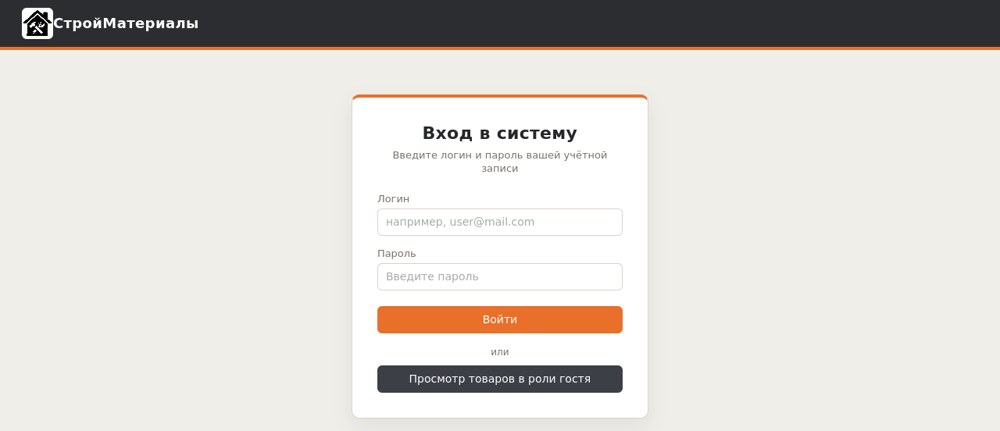 СтройМатериалы
Вход в систему
Введите логин и пароль вашей учётной
записи
Логин
например, user@mail.com
Пароль
Введите пароль
Войти
или
Просмотр товаров в роли гостя